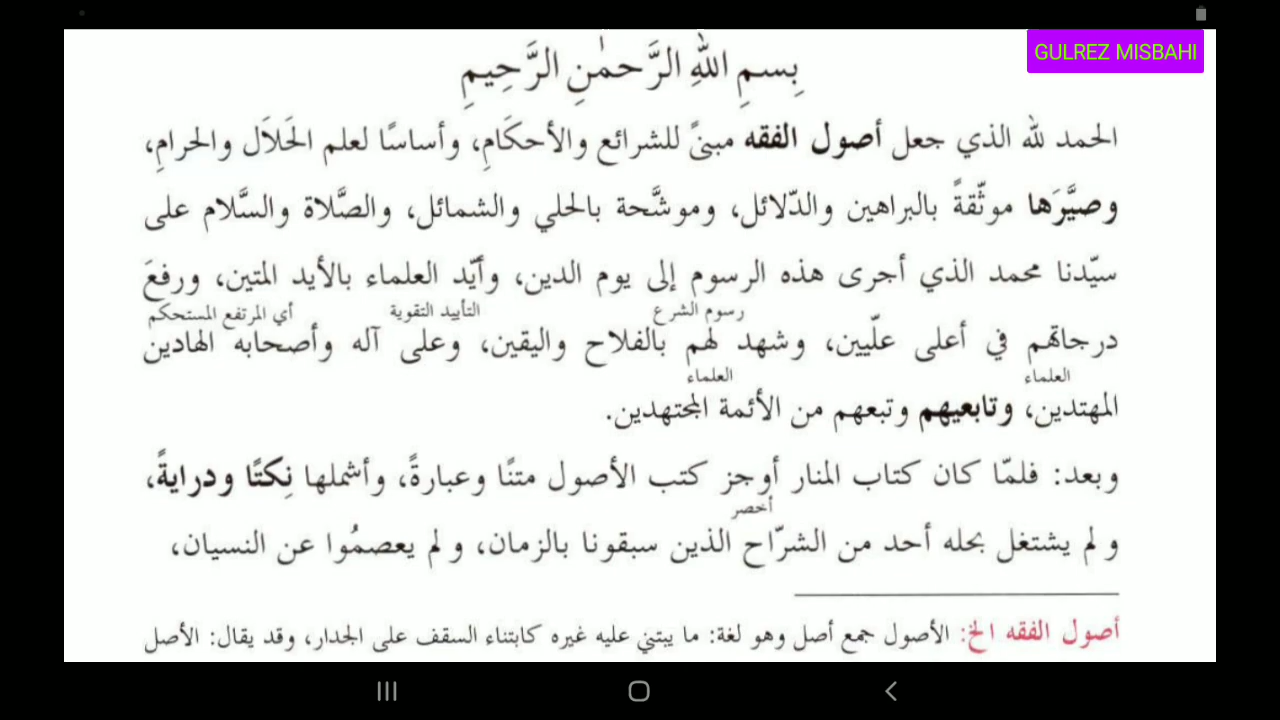 بِسمِ اللهِ الرَّحمٰنِ الرَّحِيمِ
GULREZ MISBAHI
الحمد لله الذي جعل أصول الفقه مبنىً للشرائع والأحكَامِ، وأساسًا لعلم الحَلاَل والحرامِ،
وصيَّرَها موثّقةً بالبراهين والدّلائل، وموشَّحة بالحلي والشمائل، والصَّلاة والسَّلام على
سيّدنا محمد الذي أجرى هذه الرسوم إلى يوم الدين، وأيّد العلماء بالأيد المتين، ورفعَ
رسوم الشرع التأييد التقوية أي المرتفع المستحكم
درجاتهم في أعلى علّيين، وشهد لهم بالفلاح واليقين، وعلى آله وأصحابه الهادين
العلماء العلماء
المهتدين، وتابعيهم وتبعهم من الأئمة المجتهدين.
وبعد: فلمّا كان كتاب المنار أوجز كتب الأصول متنًا وعبارةً، وأشملها نِكتًا ودرايةً،
أخصر
ولم يشتغل بحله أحد من الشرّاح الذين سبقونا بالزمان، ولم يعصمُوا عن النسيان،
أصول الفقه الخ: الأصول جمع أصل وهو لغة: ما يبتني عليه غيره كابتناء السقف على الجدار، وقد يقال: الأصل